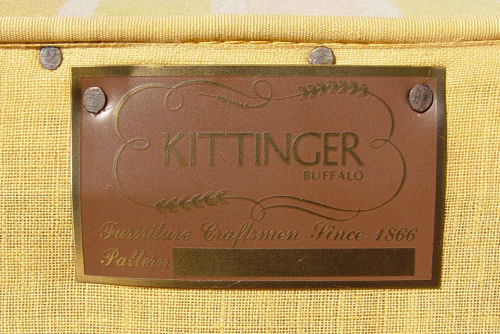 KITTINGER
BUFFALO
Furniture Craftsmen Since 1866
Pattern